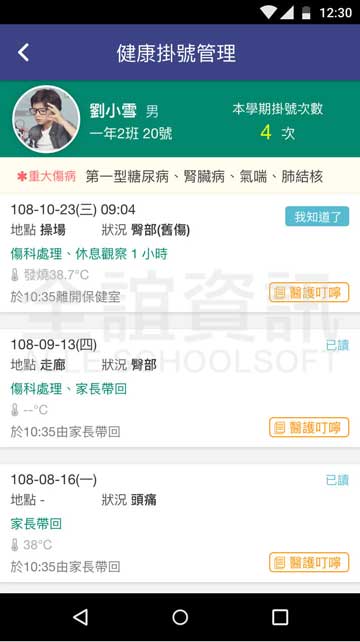 12:30
健康掛號管理
劉小雪 男
本學期掛號次數
一年2班 20號
4 次
✱重大傷病 第一型糖尿病、腎臟病、氣喘、肺結核
108-10-23(三) 09:04
我知道了
地點 操場 狀況 臀部(舊傷)
傷科處理、休息觀察 1 小時
發燒38.7°C
於10:35離開保健室
醫護叮嚀
全誼資訊
108-09-13(四)
已讀
地點 走廊 狀況 臀部
傷科處理、家長帶回
--°C
於10:35由家長帶回
醫護叮嚀
108-08-16(一)
已讀
地點 - 狀況 頭痛
家長帶回
38°C
於10:35由家長帶回
醫護叮嚀